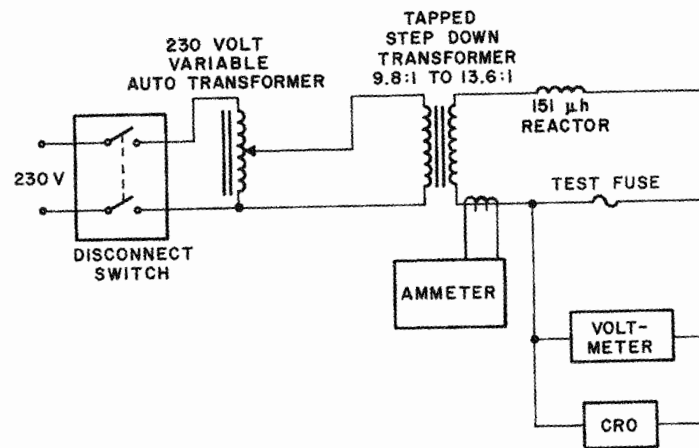 TAPPED
STEP DOWN
TRANSFORMER
9.8:1 TO 13.6:1
230 VOLT
VARIABLE
AUTO TRANSFORMER
151 μh
REACTOR
230 V
TEST FUSE
DISCONNECT
SWITCH
AMMETER
VOLT-
METER
CRO